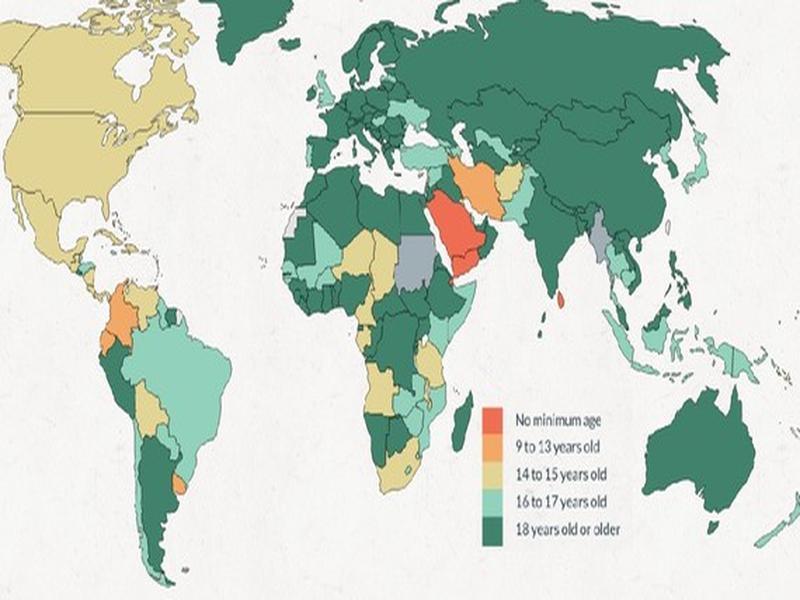 No minimum age
9 to 13 years old
14 to 15 years old
16 to 17 years old
18 years old or older